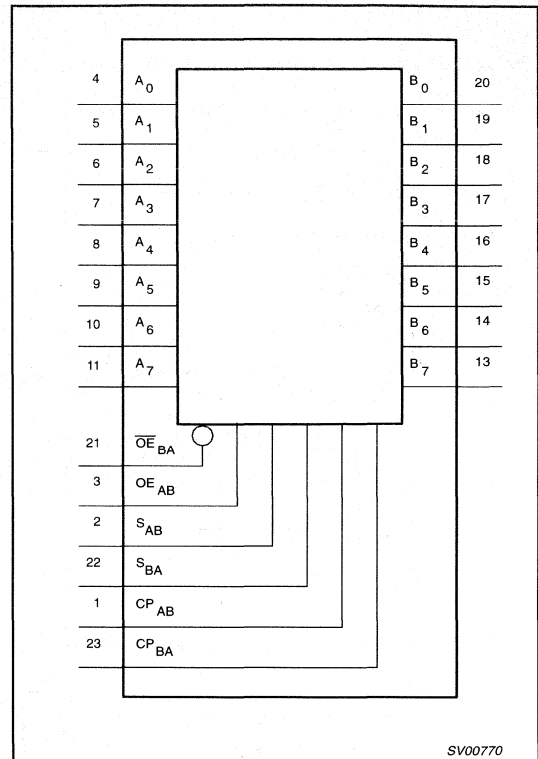 4 A0 B0 20
5 A1 B1 19
6 A2 B2 18
7 A3 B3 17
8 A4 B4 16
9 A5 B5 15
10 A6 B6 14
11 A7 B7 13
21 O̅E̅BA
3 OEAB
2 SAB
22 SBA
1 CPAB
23 CPBA
SV00770